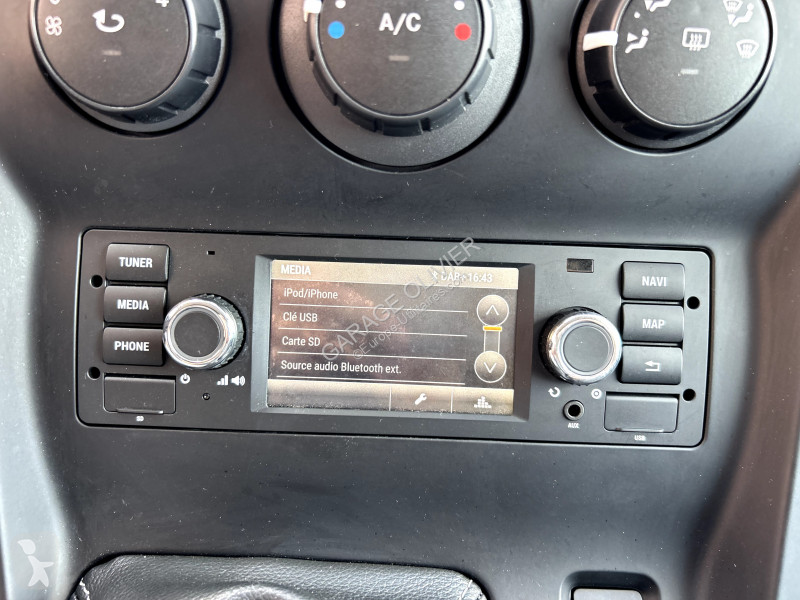 4
A/C
TUNER
MEDIA
PHONE
SD
MEDIA
CAR - 16:43
iPod/iPhone
Clé USB
Carte SD
Source audio Bluetooth ext.
GARAGE OLIVIER
NAVI
MAP
AUX
USB